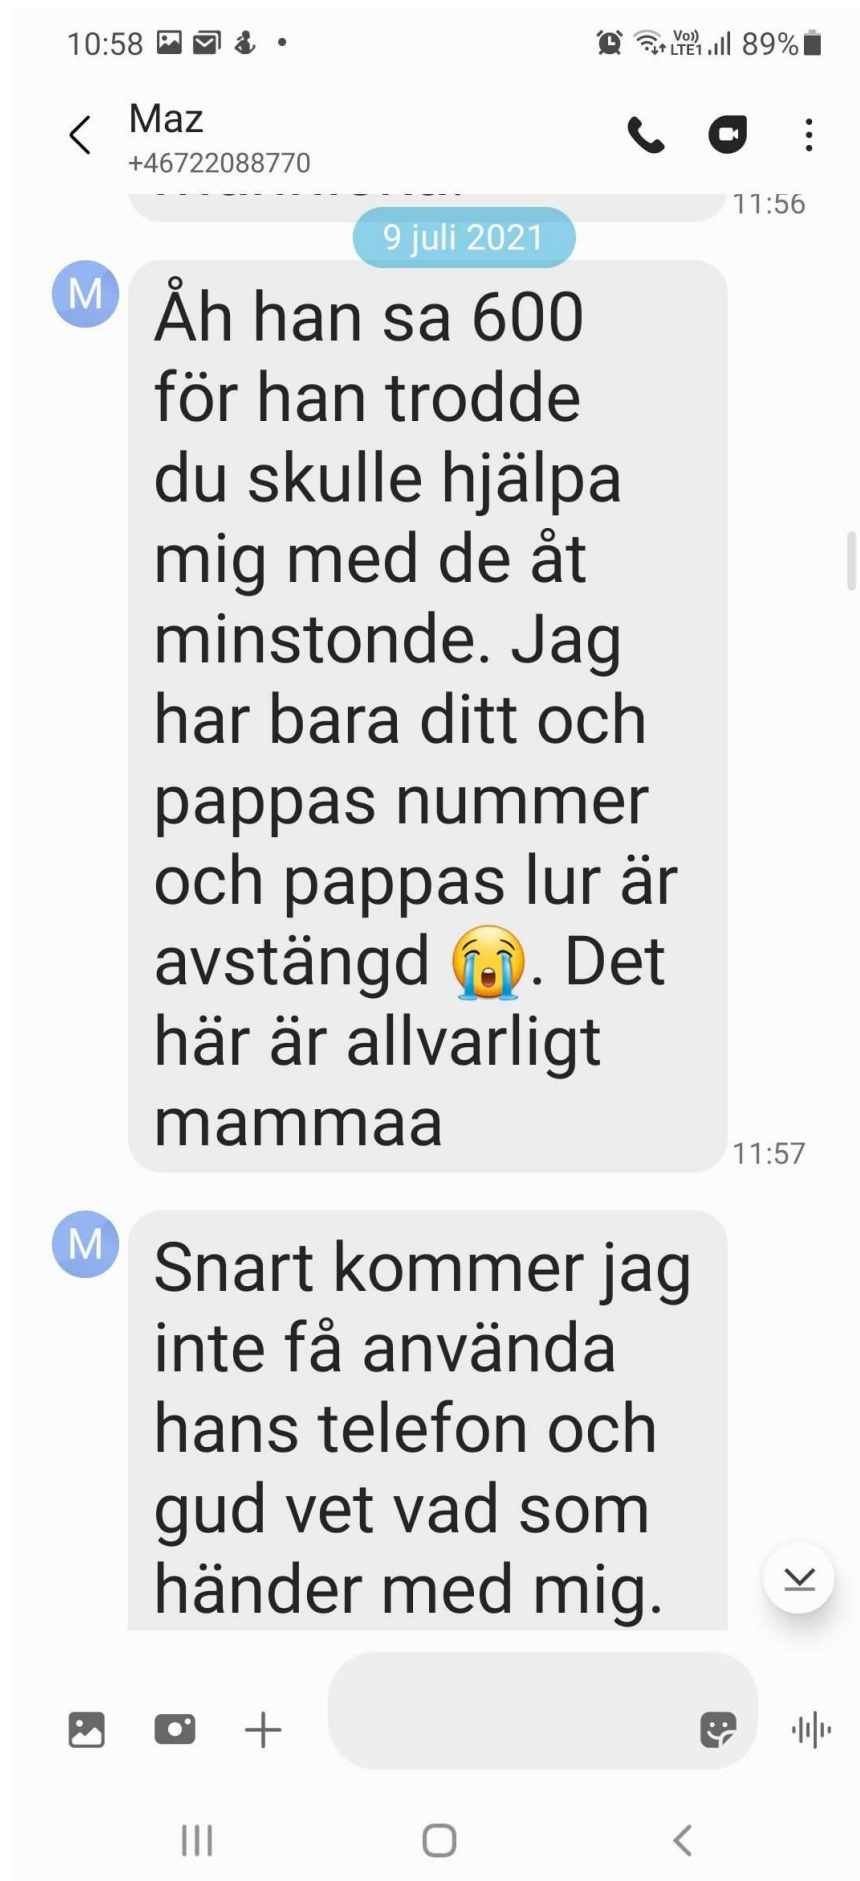 10:58
Vo)) LTE1 89%
Maz
+46722088770
11:56
9 juli 2021
M
Åh han sa 600
för han trodde
du skulle hjälpa
mig med de åt
minstonde. Jag
har bara ditt och
pappas nummer
och pappas lur är
avstängd 😭. Det
här är allvarligt
mammaa
11:57
M
Snart kommer jag
inte få använda
hans telefon och
gud vet vad som
händer med mig.